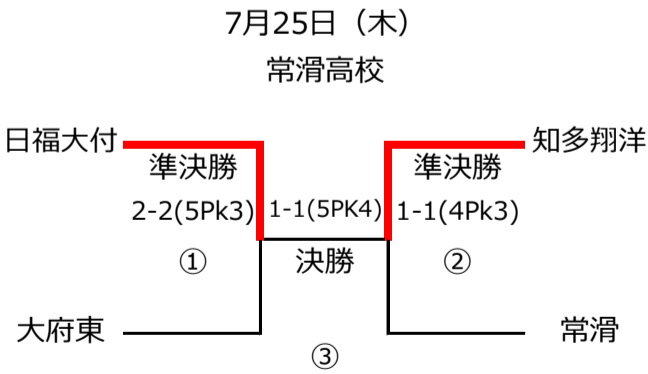 7月25日（木）
常滑高校
日福大付
知多翔洋
準決勝
準決勝
2-2(5Pk3)
1-1(5PK4)
1-1(4Pk3)
①
決勝
②
大府東
常滑
③